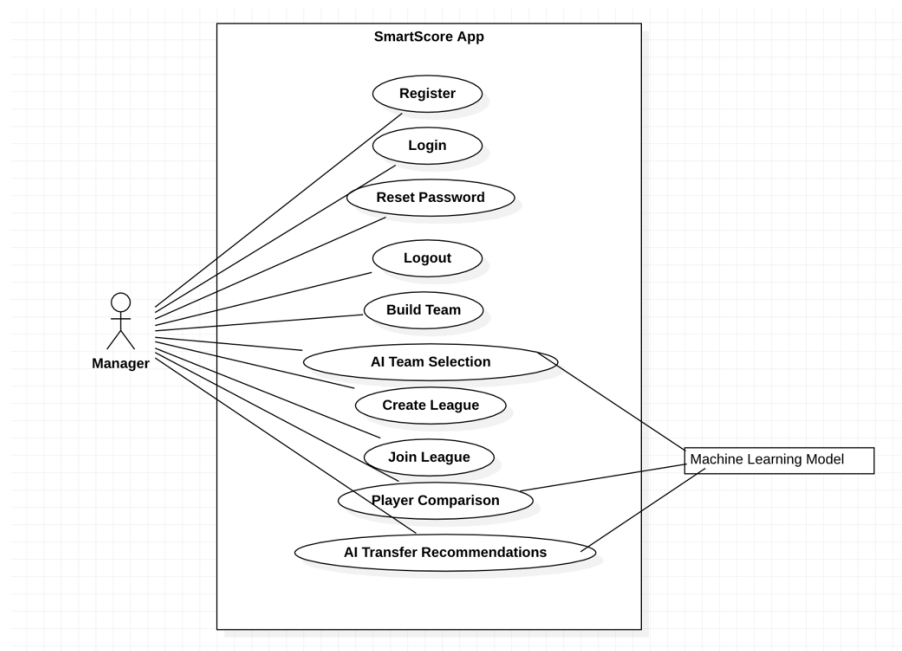 SmartScore App
Register
Login
Reset Password
Logout
Build Team
Manager
AI Team Selection
Create League
Join League
Machine Learning Model
Player Comparison
AI Transfer Recommendations